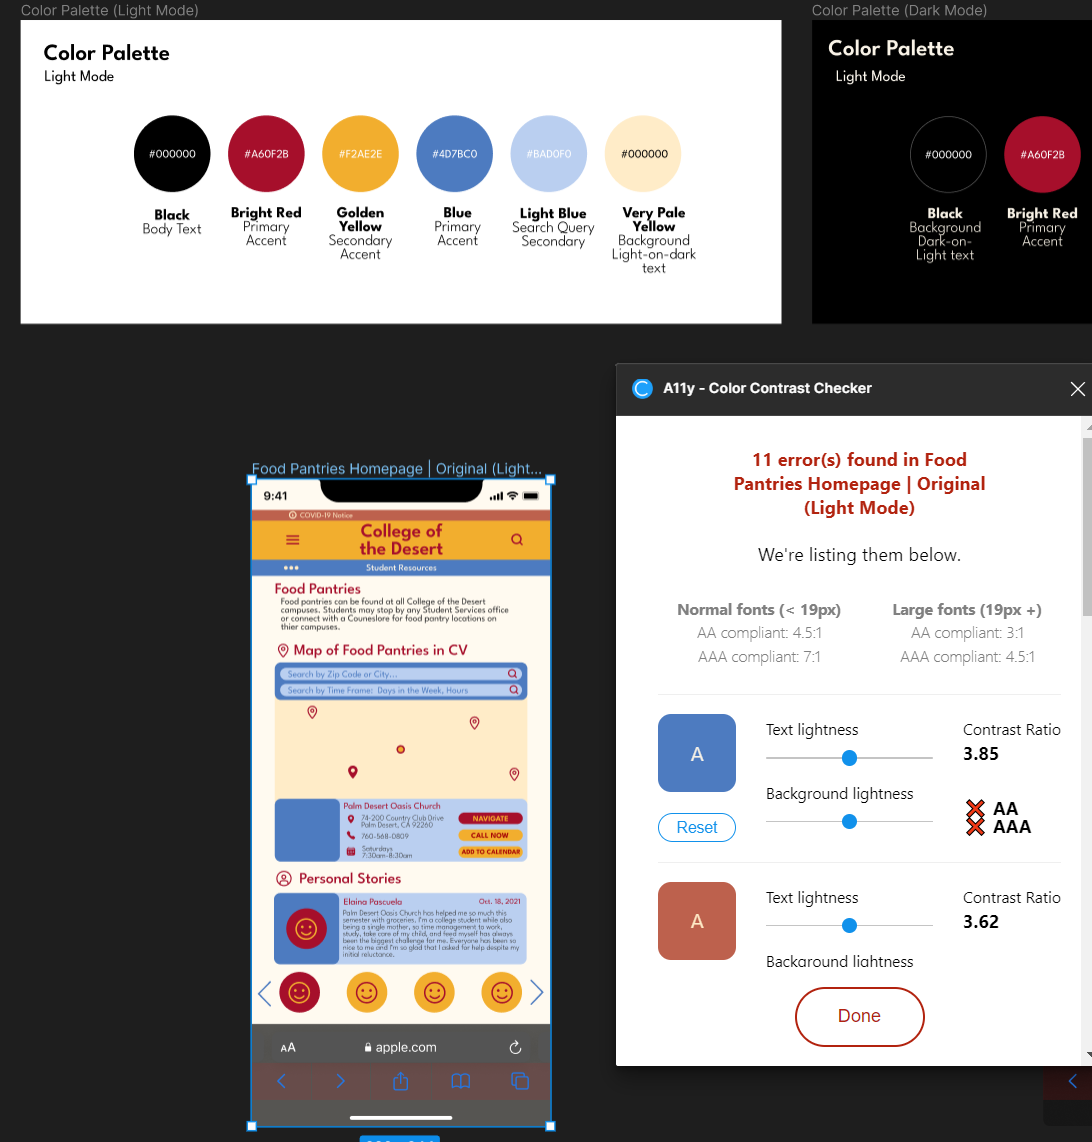 Color Palette (Light Mode)
Color Palette (Dark Mode)
Color Palette
Light Mode
#000000
#A60F2B
#F2AE2E
#4D7BC0
#BAD0F0
#000000
Black
Body Text
Bright Red
Primary
Accent
Golden
Yellow
Secondary
Accent
Blue
Primary
Accent
Light Blue
Search Query
Secondary
Very Pale
Yellow
Background
Light-on-dark
text
Color Palette
Light Mode
#000000
#A60F2B
Black
Background
Dark-on-
Light text
Bright Red
Primary
Accent
Food Pantries Homepage | Original (Light...
9:41
COVID-19 Notice
College of
the Desert
Student Resources
Food Pantries
Food pantries can be found at all College of the Desert
campuses. Students may stop by any Student Services office
or connect with a Couneslore for food pantry locations on
thier campuses.
Map of Food Pantries in CV
Search by Zip Code or City...
Search by Time Frame: Days in the Week, Hours
Palm Desert Oasis Church
74-200 Country Club Drive
Palm Desert, CA 92260
760-568-0809
Saturdays
7:30am-8:30am
NAVIGATE
CALL NOW
ADD TO CALENDAR
Personal Stories
Elaina Pascuela
Oct. 18, 2021
Palm Desert Oasis Church has helped me so much this
semester with groceries. I'm a college student while also
being a single mother, so time management to work,
study, take care of my child, and feed myself has always
been the biggest challenge for me. Everyone has been so
nice to me and I'm so glad that I asked for help despite my
initial reluctance.
AA
apple.com
A11y - Color Contrast Checker
11 error(s) found in Food
Pantries Homepage | Original
(Light Mode)
We're listing them below.
Normal fonts (< 19px)
AA compliant: 4.5:1
AAA compliant: 7:1
Large fonts (19px +)
AA compliant: 3:1
AAA compliant: 4.5:1
A
Reset
Text lightness
Background lightness
Contrast Ratio
3.85
AA
AAA
A
Text lightness
Background lightness
Contrast Ratio
3.62
Done